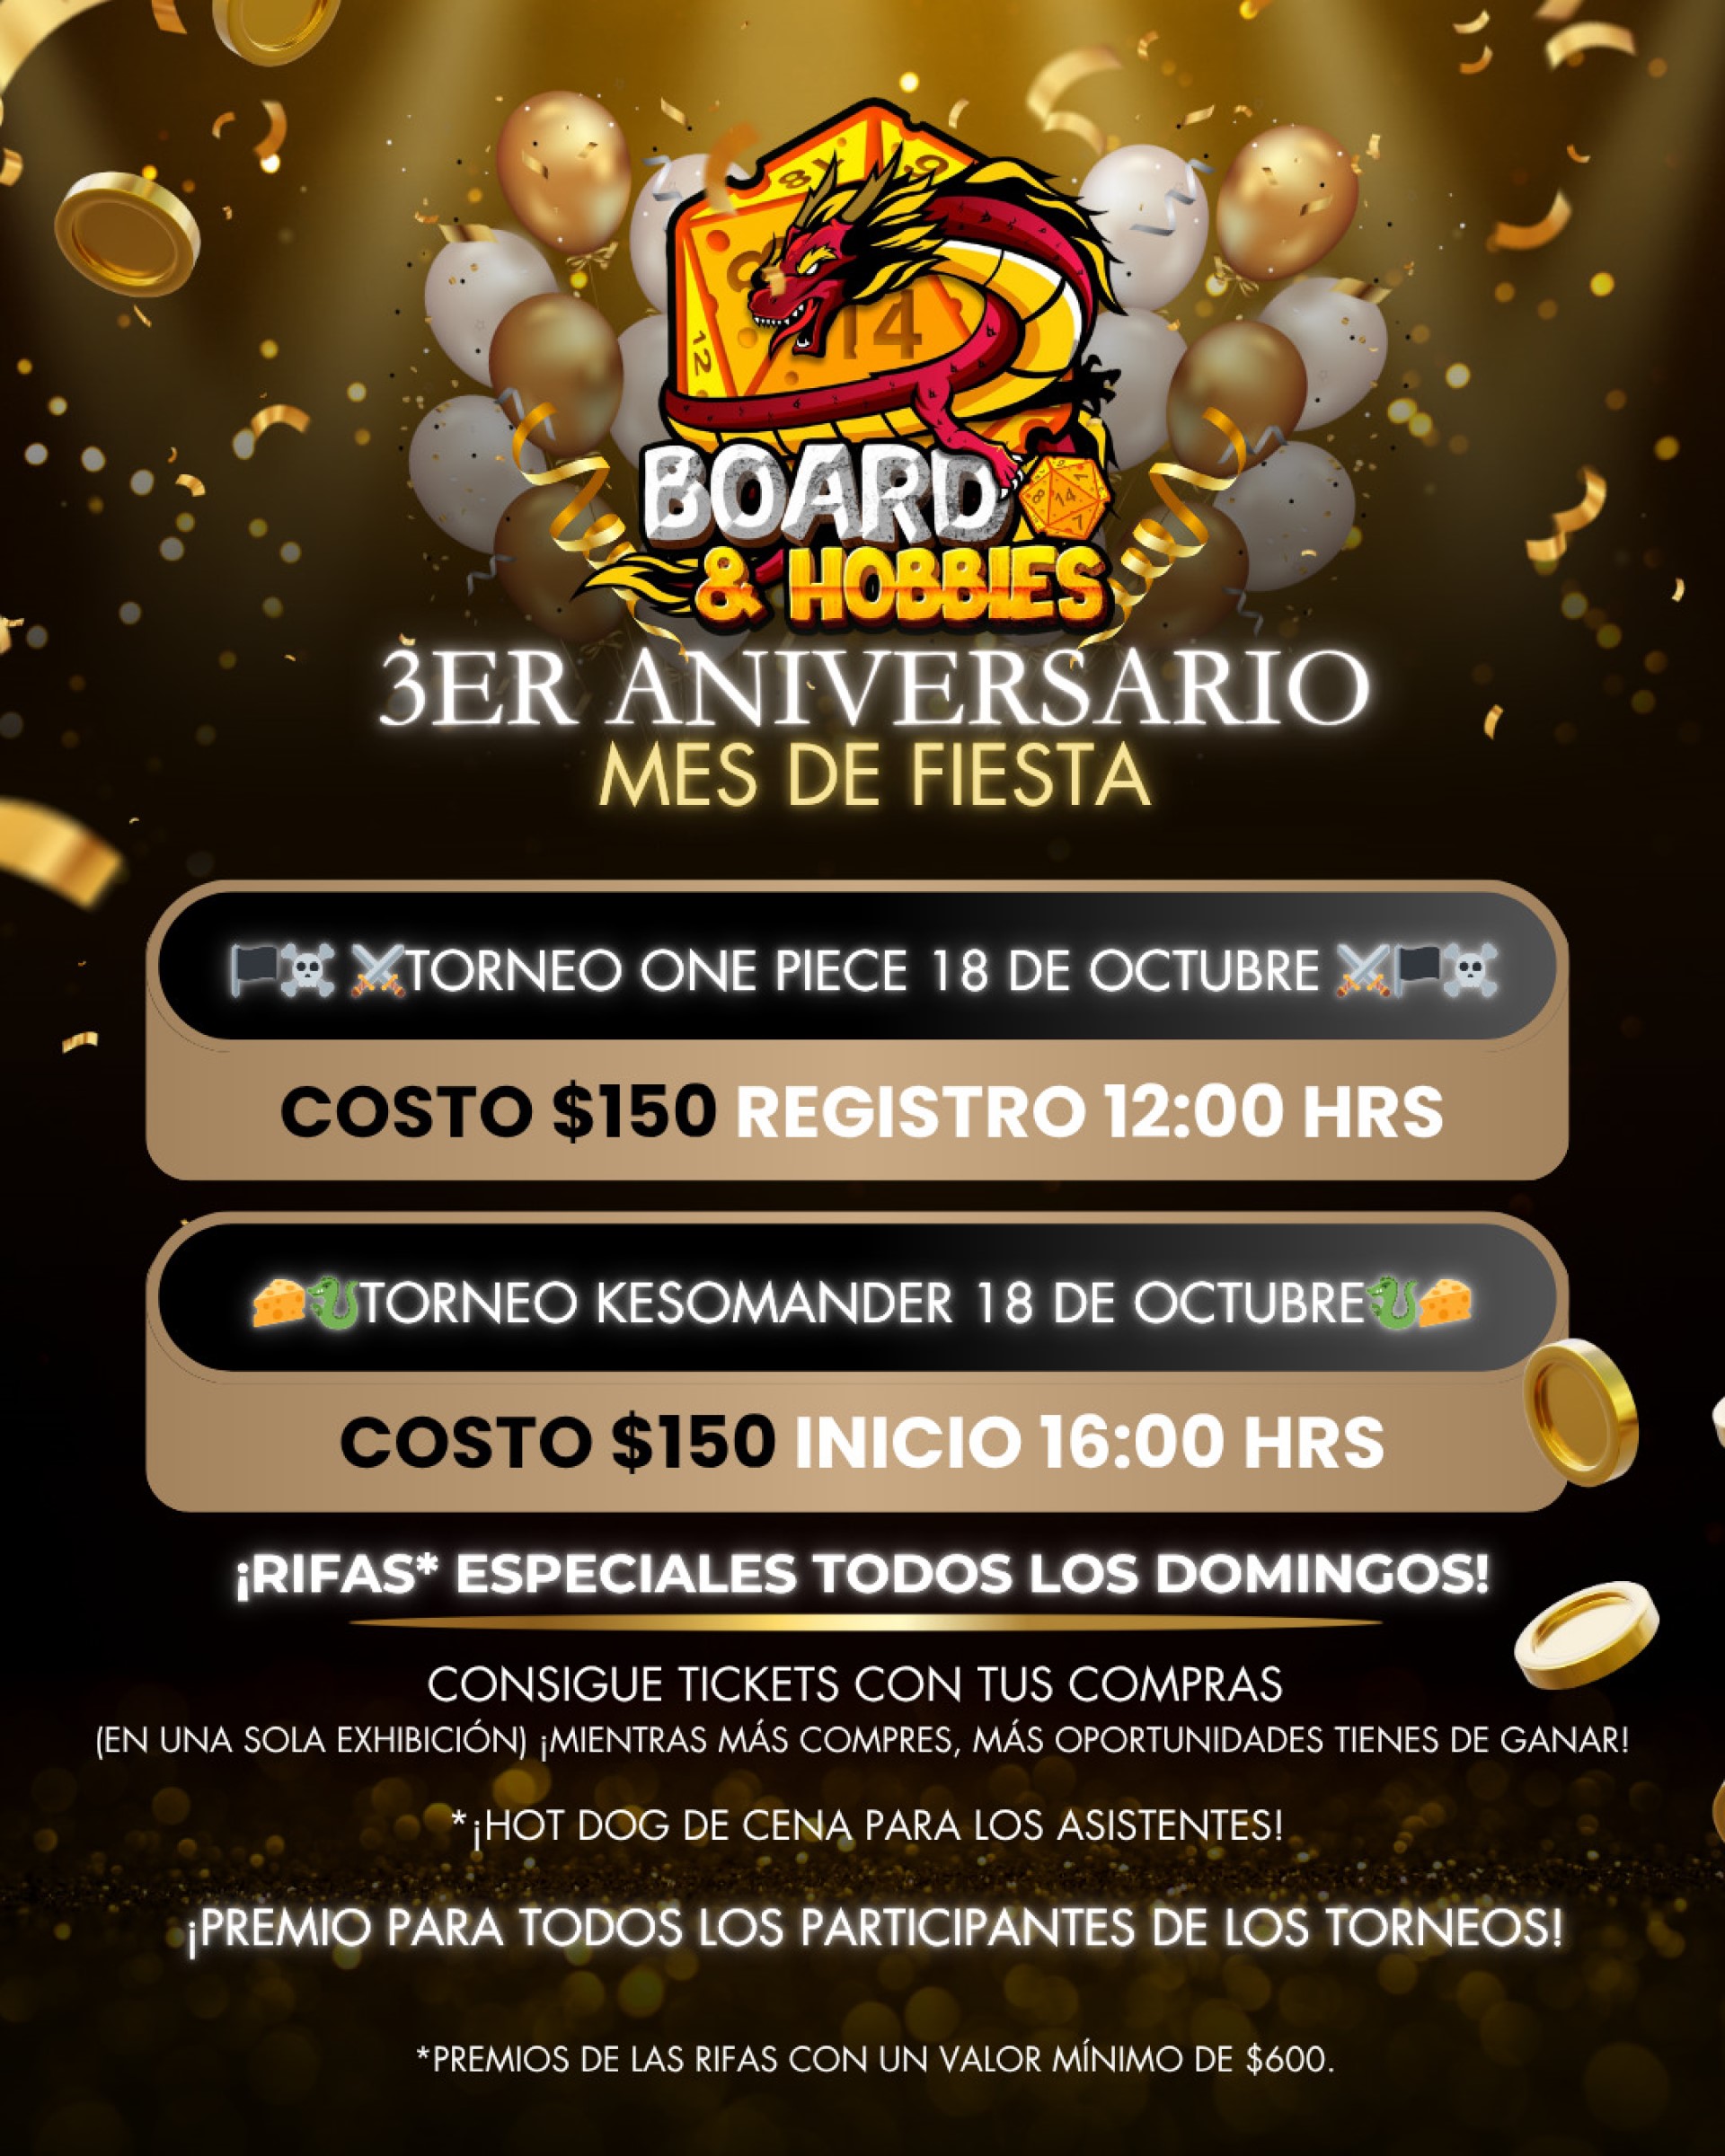 BOARD
& HOBBIES
3ER ANIVERSARIO
MES DE FIESTA
🏴☠️ ⚔️TORNEO ONE PIECE 18 DE OCTUBRE ⚔️🏴☠️
COSTO $150 REGISTRO 12:00 HRS
🧀🐉TORNEO KESOMANDER 18 DE OCTUBRE🐉🧀
COSTO $150 INICIO 16:00 HRS
¡RIFAS* ESPECIALES TODOS LOS DOMINGOS!
CONSIGUE TICKETS CON TUS COMPRAS
(EN UNA SOLA EXHIBICIÓN) ¡MIENTRAS MÁS COMPRES, MÁS OPORTUNIDADES TIENES DE GANAR!
*¡HOT DOG DE CENA PARA LOS ASISTENTES!
¡PREMIO PARA TODOS LOS PARTICIPANTES DE LOS TORNEOS!
*PREMIOS DE LAS RIFAS CON UN VALOR MÍNIMO DE $600.